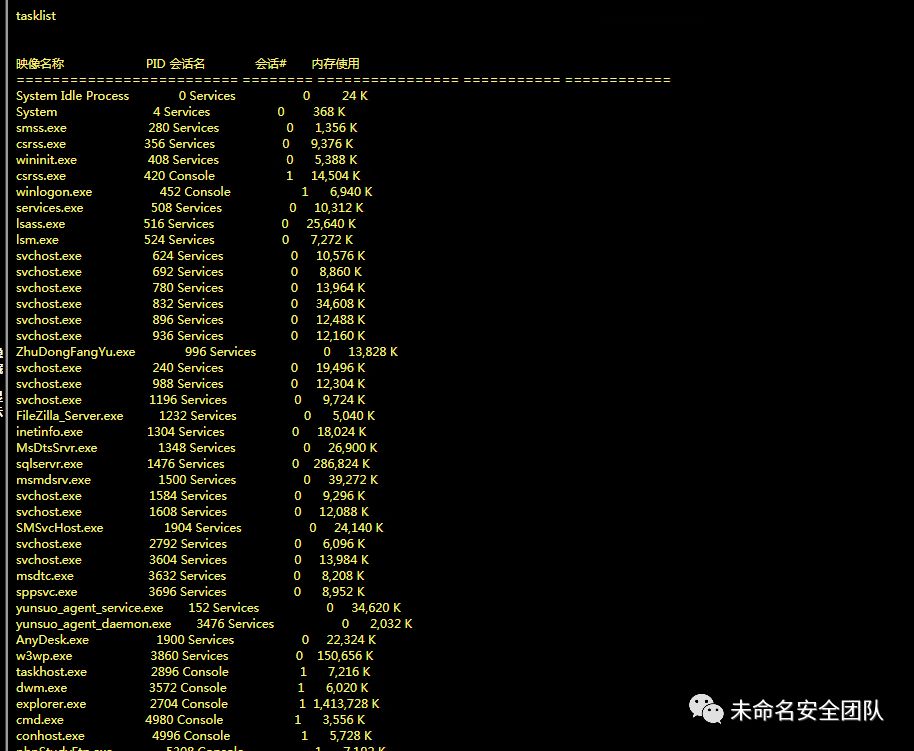 tasklist
映像名称 PID 会话名 会话# 内存使用
========================= ======== ================ =========== ============
System Idle Process 0 Services 0 24 K
System 4 Services 0 368 K
smss.exe 280 Services 0 1,356 K
csrss.exe 356 Services 0 9,376 K
wininit.exe 408 Services 0 5,388 K
csrss.exe 420 Console 1 14,504 K
winlogon.exe 452 Console 1 6,940 K
services.exe 508 Services 0 10,312 K
lsass.exe 516 Services 0 25,640 K
lsm.exe 524 Services 0 7,272 K
svchost.exe 624 Services 0 10,576 K
svchost.exe 692 Services 0 8,860 K
svchost.exe 780 Services 0 13,964 K
svchost.exe 832 Services 0 34,608 K
svchost.exe 896 Services 0 12,488 K
svchost.exe 936 Services 0 12,160 K
ZhuDongFangYu.exe 996 Services 0 13,828 K
svchost.exe 240 Services 0 19,496 K
svchost.exe 988 Services 0 12,304 K
svchost.exe 1196 Services 0 9,724 K
FileZilla_Server.exe 1232 Services 0 5,040 K
inetinfo.exe 1304 Services 0 18,024 K
MsDtsSrvr.exe 1348 Services 0 26,900 K
sqlservr.exe 1476 Services 0 286,824 K
msmdsrv.exe 1500 Services 0 39,272 K
svchost.exe 1584 Services 0 9,296 K
svchost.exe 1608 Services 0 12,088 K
SMSvcHost.exe 1904 Services 0 24,140 K
svchost.exe 2792 Services 0 6,096 K
svchost.exe 3604 Services 0 13,984 K
msdtc.exe 3632 Services 0 8,208 K
sppsvc.exe 3696 Services 0 8,952 K
yunsuo_agent_service.exe 152 Services 0 34,620 K
yunsuo_agent_daemon.exe 3476 Services 0 2,032 K
AnyDesk.exe 1900 Services 0 22,324 K
w3wp.exe 3860 Services 0 150,656 K
taskhost.exe 2896 Console 1 7,216 K
dwm.exe 3572 Console 1 6,020 K
explorer.exe 2704 Console 1 1,413,728 K
cmd.exe 4980 Console 1 3,556 K
conhost.exe 4996 Console 1 5,728 K
未命名安全团队